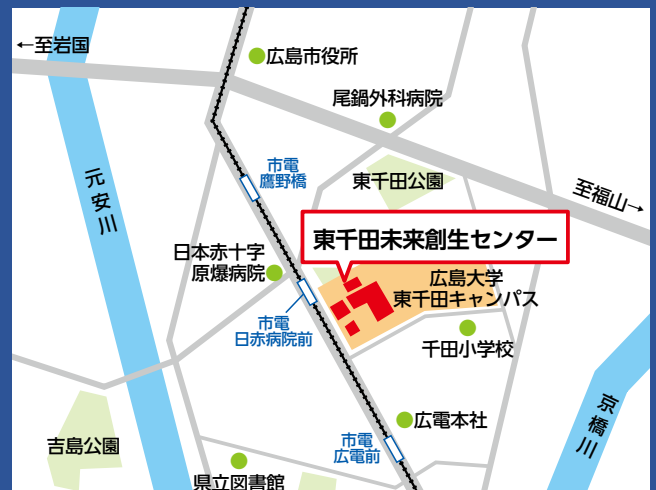 ←至岩国
広島市役所
尾鍋外科病院
市電
鷹野橋
東千田公園
元安川
至福山→
東千田未来創生センター
日本赤十字
原爆病院
広島大学
東千田キャンパス
市電
日赤病院前
千田小学校
京橋川
広電本社
吉島公園
市電
広電前
県立図書館